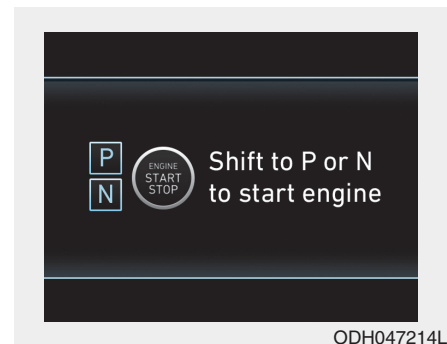 P
N
ENGINE
START
STOP
Shift to P or N
to start engine
ODH047214L